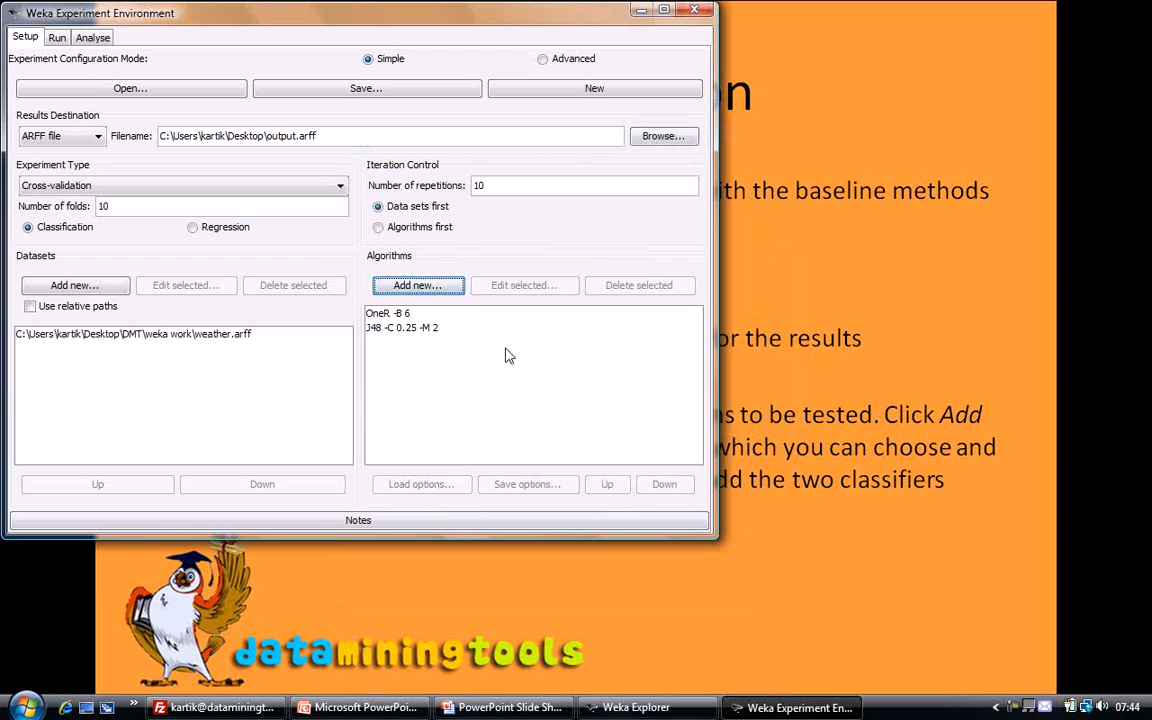 Weka Experiment Environment
Setup Run Analyse
Experiment Configuration Mode: Simple Advanced
Open... Save... New
Results Destination
ARFF file Filename: C:\Users\kartik\Desktop\output.arff Browse...
Experiment Type Iteration Control
Cross-validation Number of repetitions: 10
Number of folds: 10 Data sets first
Classification Regression Algorithms first
Datasets Algorithms
Add new... Edit selected... Delete selected Add new... Edit selected... Delete selected
Use relative paths
OneR -B 6
J48 -C 0.25 -M 2
C:\Users\kartik\Desktop\DMT\weka work\weather.arff
Up Down Load options... Save options... Up Down
Notes
on
with the baseline methods
or the results
s to be tested. Click Add
which you can choose and
dd the two classifiers
dataminingtools
kartik@dataminingt... Microsoft PowerPoi... PowerPoint Slide Sh... Weka Explorer Weka Experiment En... 07:44